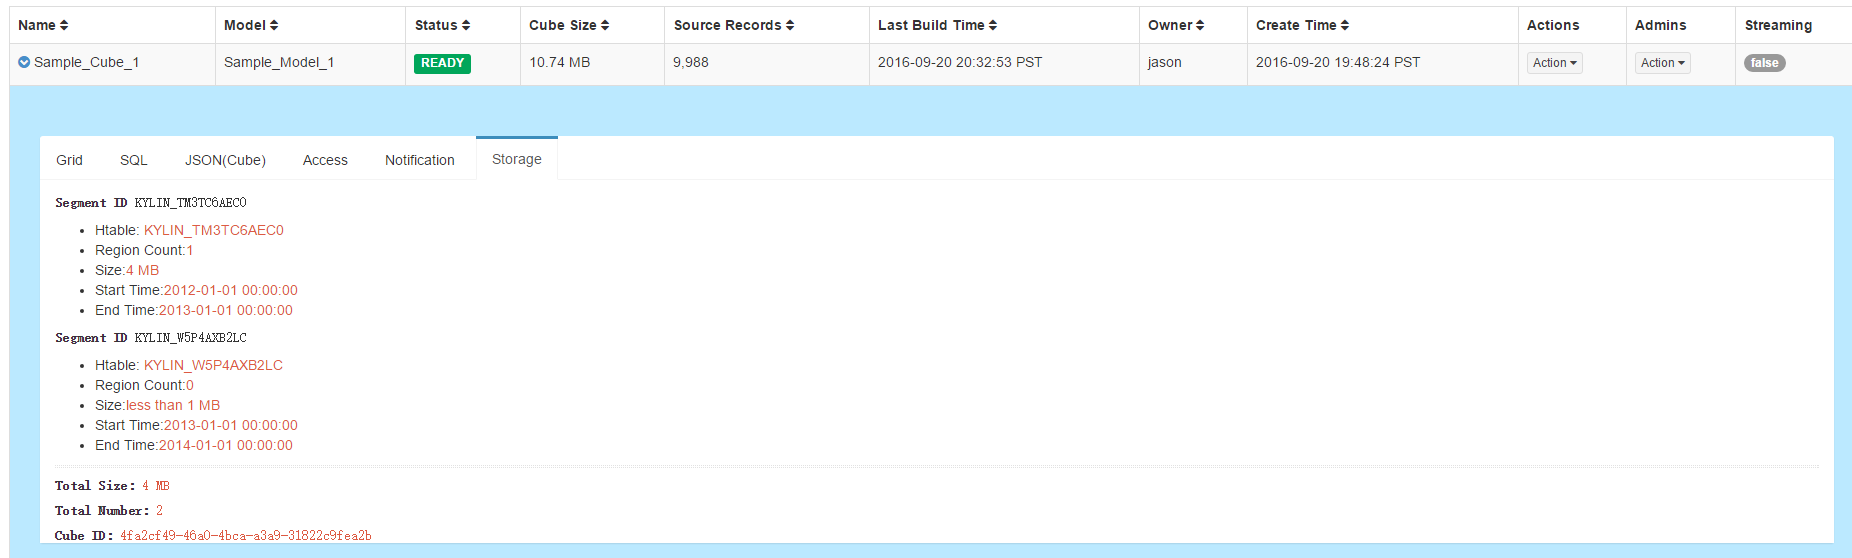 Name Model Status Cube Size Source Records Last Build Time Owner Create Time Actions Admins Streaming
Sample_Cube_1 Sample_Model_1 READY 10.74 MB 9,988 2016-09-20 20:32:53 PST jason 2016-09-20 19:48:24 PST Action Action false
Grid SQL JSON(Cube) Access Notification Storage
Segment ID KYLIN_TM3TC6AEC0
Htable: KYLIN_TM3TC6AEC0
Region Count:1
Size:4 MB
Start Time:2012-01-01 00:00:00
End Time:2013-01-01 00:00:00
Segment ID KYLIN_W5P4AXB2LC
Htable: KYLIN_W5P4AXB2LC
Region Count:0
Size:less than 1 MB
Start Time:2013-01-01 00:00:00
End Time:2014-01-01 00:00:00
Total Size: 4 MB
Total Number: 2
Cube ID: 4fa2cf49-46a0-4bca-a3a9-31822c9fea2b